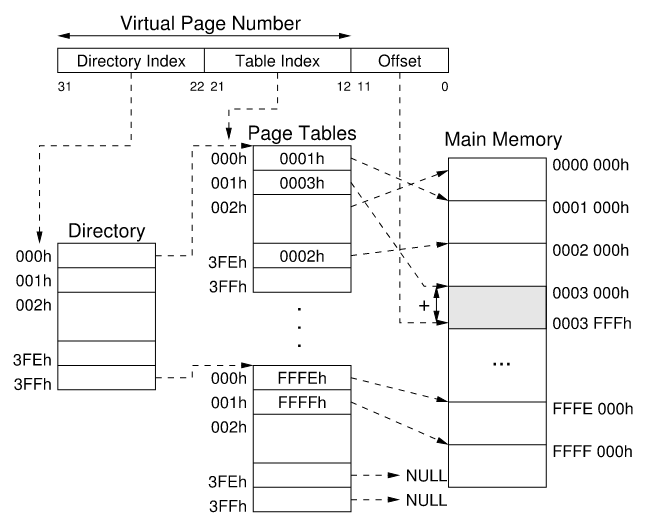 Virtual Page Number
Directory Index Table Index Offset
31 22 21 12 11 0
Page Tables
000h 0001h
001h 0003h
002h
3FEh 0002h
3FFh
Main Memory
0000 000h
0001 000h
0002 000h
0003 000h
+
0003 FFFh
...
FFFE 000h
FFFF 000h
Directory
000h
001h
002h
3FEh
3FFh
000h FFFEh
001h FFFFh
002h
3FEh NULL
3FFh NULL